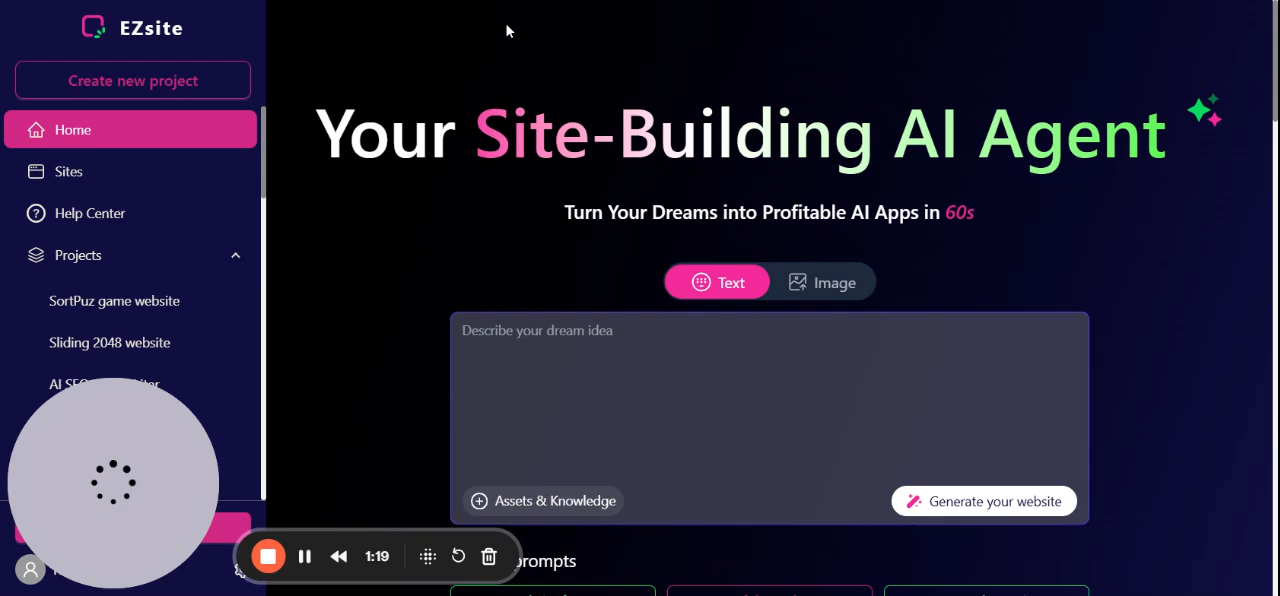 EZsite
Create new project
Home
Sites
Help Center
Projects
SortPuz game website
Sliding 2048 website
Your Site-Building AI Agent
Turn Your Dreams into Profitable AI Apps in 60s
Text
Image
Describe your dream idea
Assets & Knowledge
Generate your website
1:19
prompts